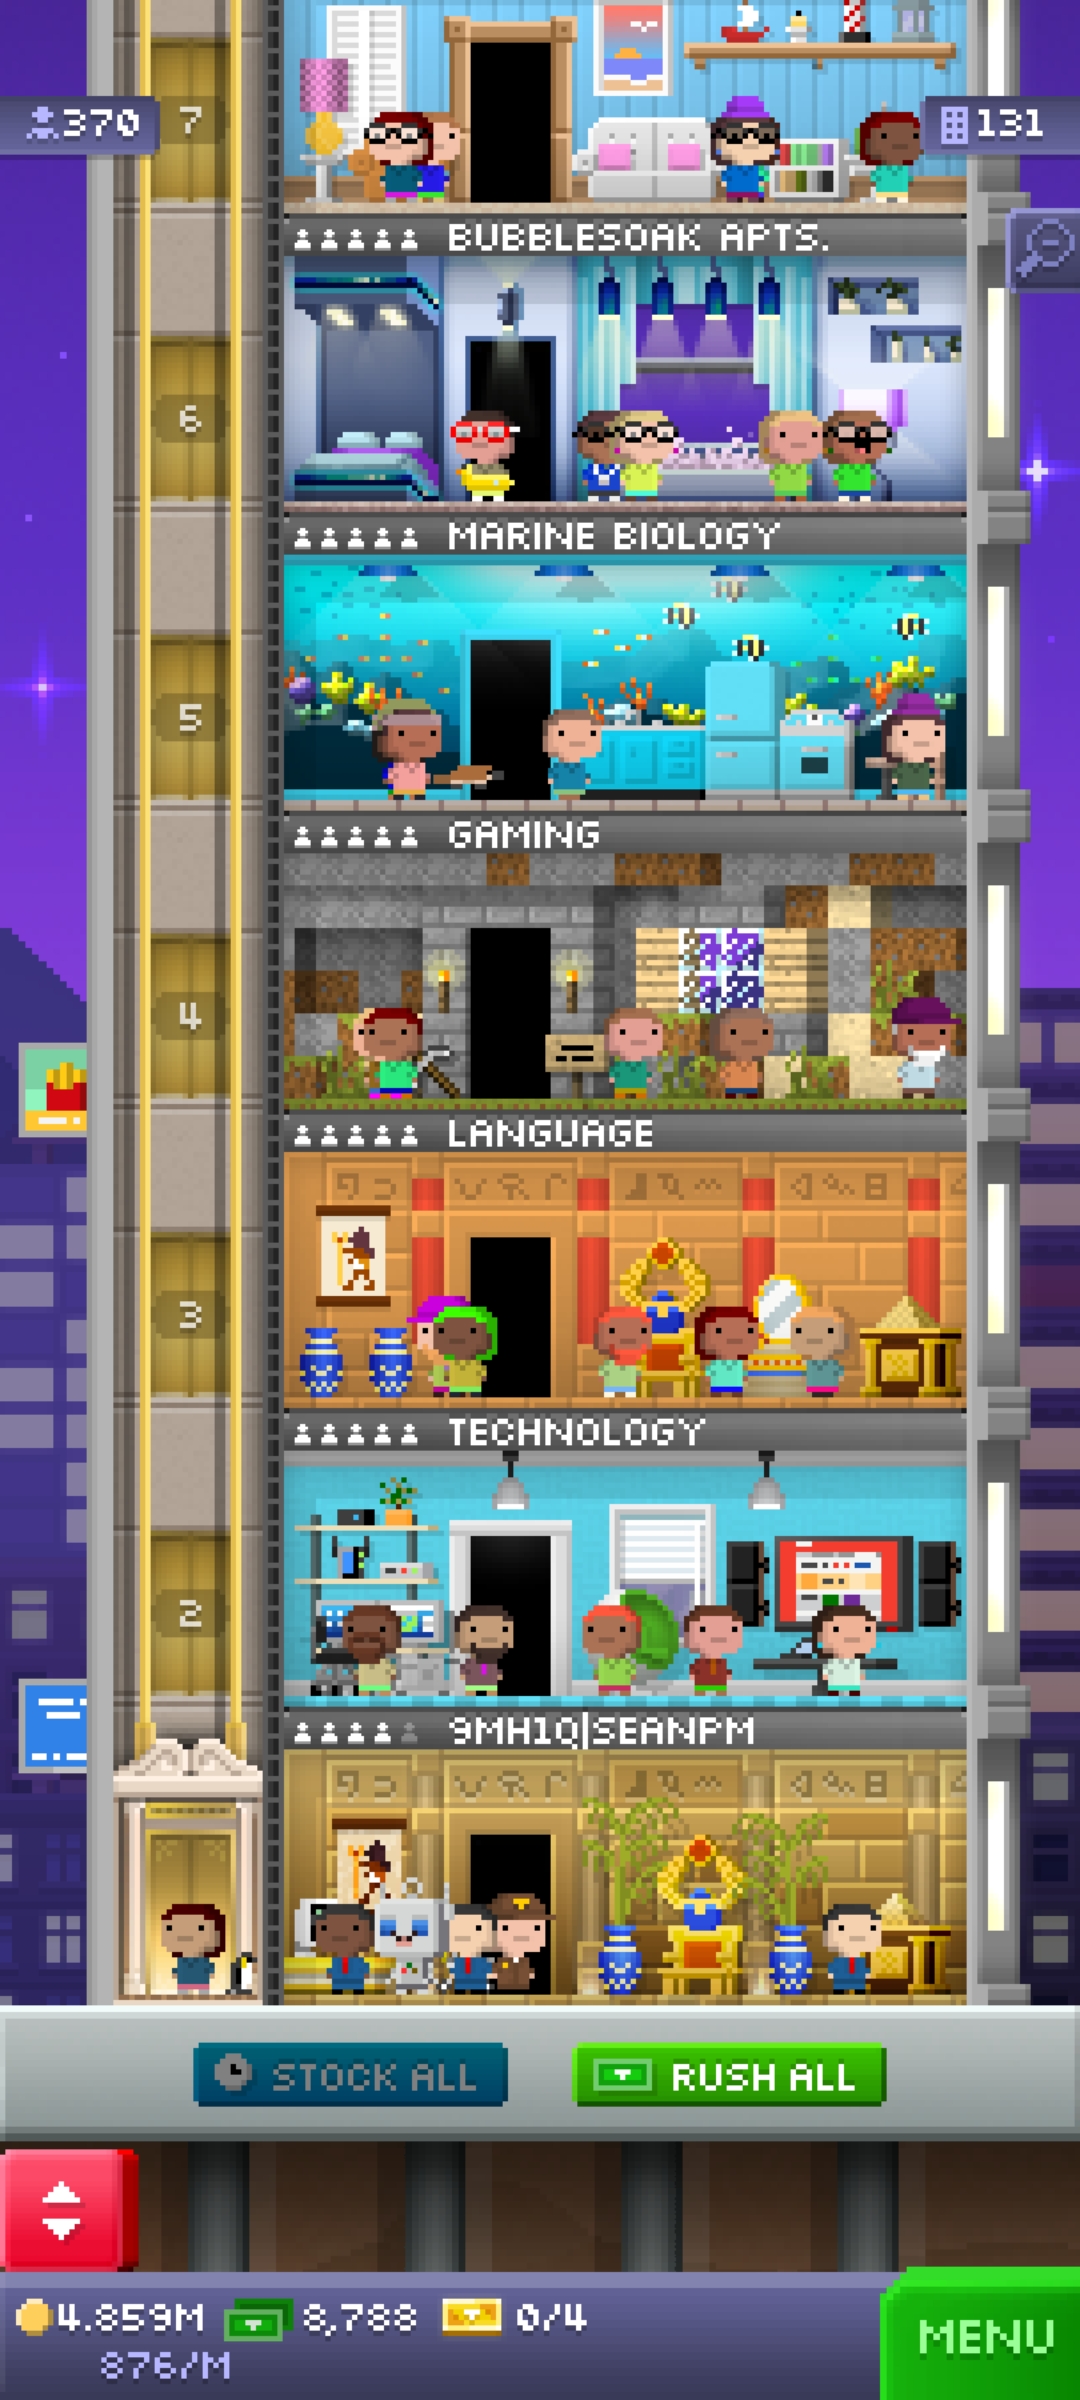 370
7
131
BUBBLESOAK APTS.
6
MARINE BIOLOGY
5
GAMING
4
LANGUAGE
3
TECHNOLOGY
2
9MH1Q|SEANPM
STOCK ALL
RUSH ALL
4.859M
8,788
0/4
876/M
MENU